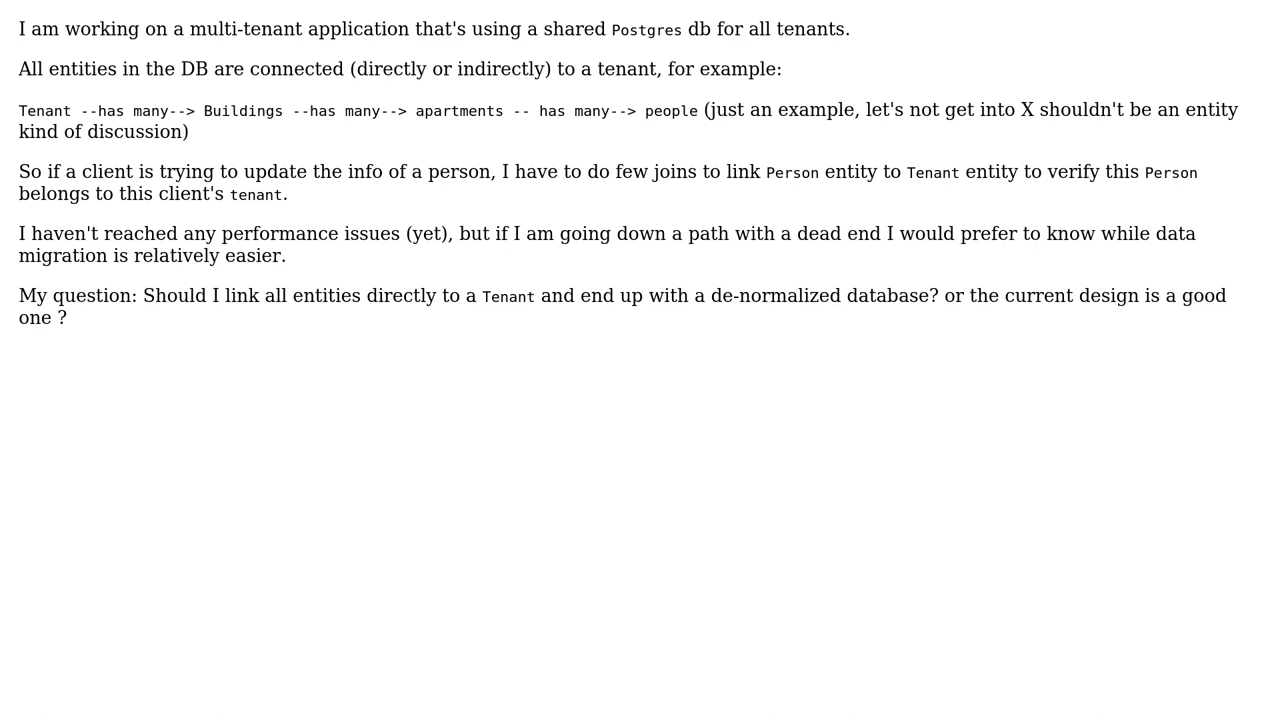 I am working on a multi-tenant application that's using a shared Postgres db for all tenants.
All entities in the DB are connected (directly or indirectly) to a tenant, for example:
Tenant --has many--> Buildings --has many--> apartments -- has many--> people (just an example, let's not get into X shouldn't be an entity
kind of discussion)
So if a client is trying to update the info of a person, I have to do few joins to link Person entity to Tenant entity to verify this Person
belongs to this client's tenant.
I haven't reached any performance issues (yet), but if I am going down a path with a dead end I would prefer to know while data
migration is relatively easier.
My question: Should I link all entities directly to a Tenant and end up with a de-normalized database? or the current design is a good
one ?